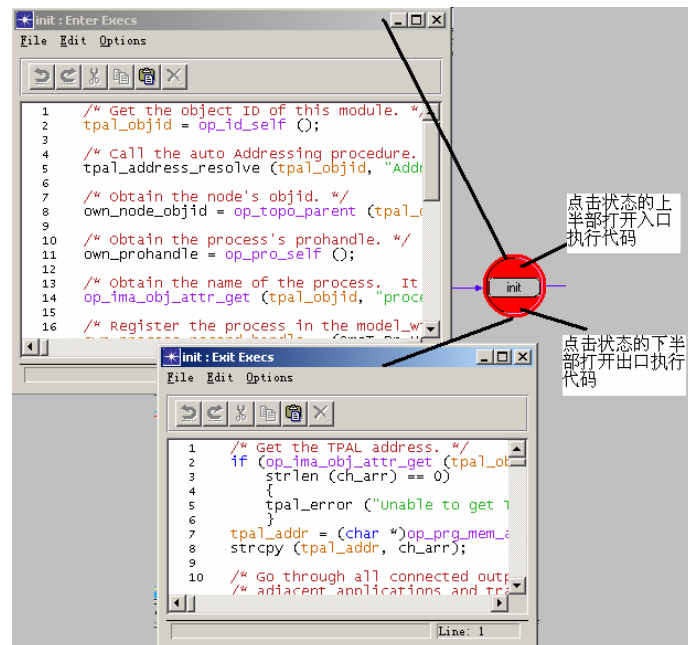 init : Enter Execs
File Edit Options
1 /* Get the object ID of this module. */
2 tpal_objid = op_id_self ();
3
4 /* Call the auto Addressing procedure.
5 tpal_address_resolve (tpal_objid, "Addr
6
7 /* Obtain the node's objid. */
8 own_node_objid = op_topo_parent (tpal_o
9
10 /* Obtain the process's prohandle. */
11 own_prohandle = op_pro_self ();
12
13 /* Obtain the name of the process. It
14 op_ima_obj_attr_get (tpal_objid, "proce
15
16 /* Register the process in the model_wi
点击状态的上
半部打开入口
执行代码
init
点击状态的下半
部打开出口执行
代码
init : Exit Execs
File Edit Options
1 /* Get the TPAL address. */
2 if (op_ima_obj_attr_get (tpal_ob
3 strlen (ch_arr) == 0)
4 {
5 tpal_error ("Unable to get T
6 }
7 tpal_addr = (char *)op_prg_mem_a
8 strcpy (tpal_addr, ch_arr);
9
10 /* Go through all connected outp
/* adjacent applications and tra
Line: 1